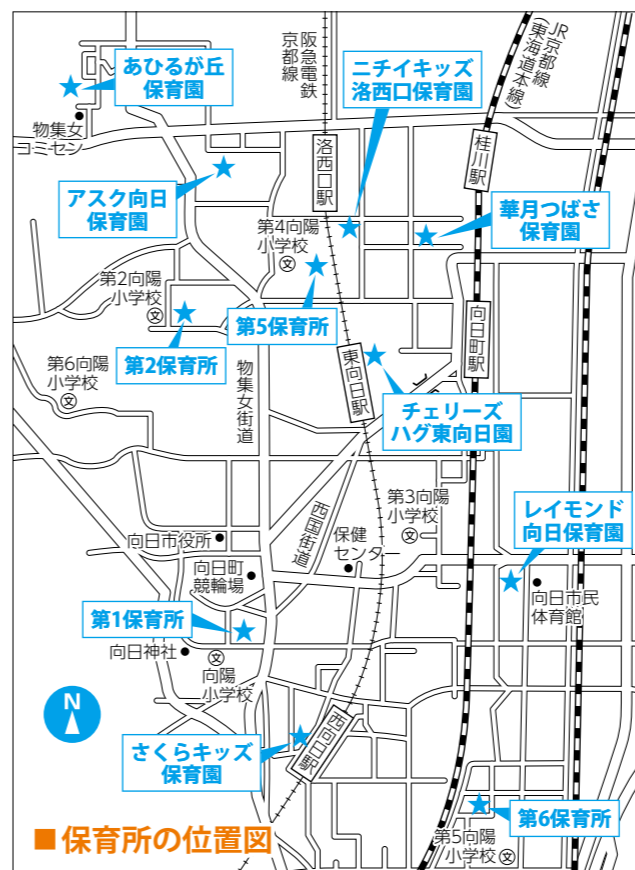 あひるが丘
保育園
阪急電鉄
京都線
ニチイキッズ
洛西口保育園
JR京都線
(東海道本線)
物集女
コミセン
洛西口駅
桂川駅
アスク向日
保育園
第4向陽
小学校
文
華月つばさ
保育園
第2向陽
小学校
文
第5保育所
第2保育所
向日町駅
第6向陽
小学校
文
物集女街道
東向日駅
チェリーズ
ハグ東向日園
西国街道
第3向陽
小学校
文
レイモンド
向日保育園
向日市役所
保健
センター
向日町
競輪場
向日市民
体育館
第1保育所
向日神社
文
向陽
小学校
N
さくらキッズ
保育園
西向日駅
第6保育所
第5向陽
小学校
文
■保育所の位置図